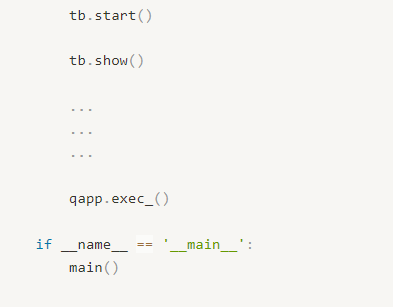 tb.start()
tb.show()
...
...
...
qapp.exec_()
if __name__ == '__main__':
main()